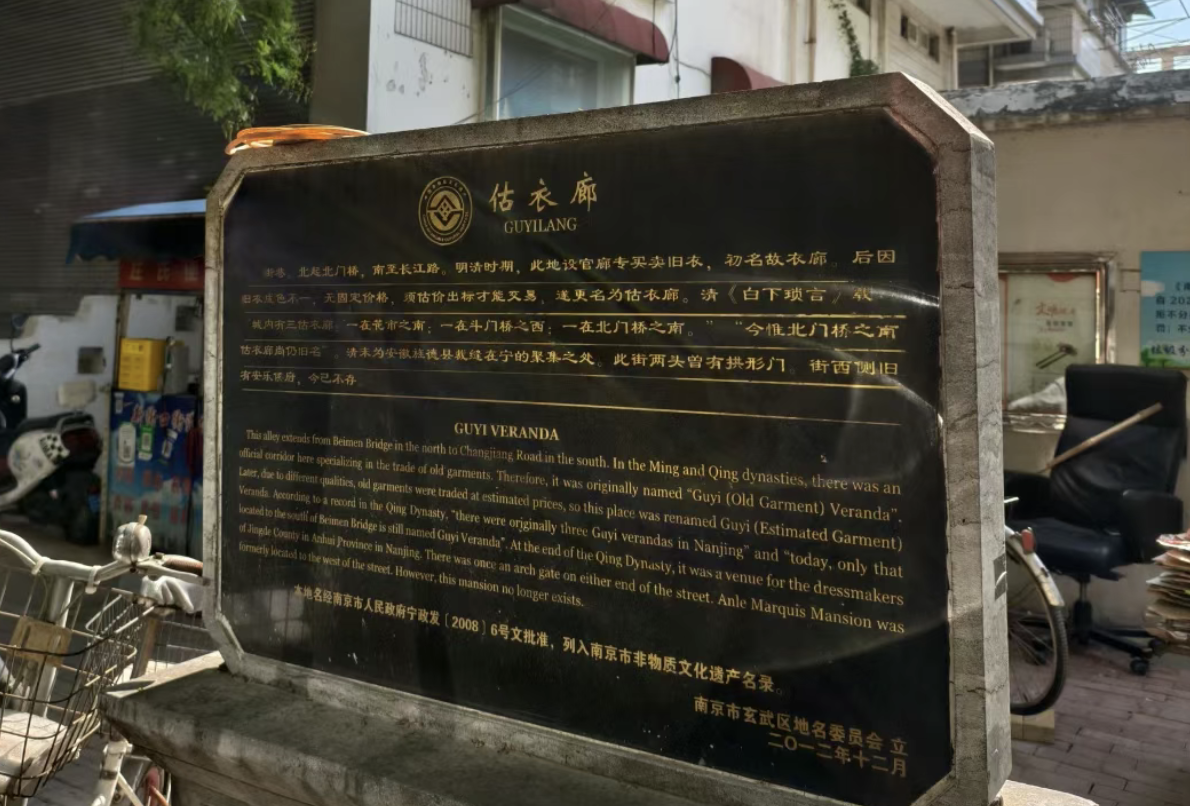 估衣廊
GUYILANG
街巷。北起北门桥，南至长江路。明清时期，此地设官廊专买卖旧衣，初名故衣廊。后因
旧衣成色不一，无固定价格，须估价出标才能交易，遂更名为估衣廊。清《白下琐言》载
“城内有三估衣廊，一在花市之南；一在斗门桥之西；一在北门桥之南。”“今惟北门桥之南
估衣廊尚仍旧名”。清末为安徽旌德县裁缝在宁的聚集之处。此街两头曾有拱形门，街西侧旧
有安乐侯府，今已不存。
GUYI VERANDA
This alley extends from Beimen Bridge in the north to Changjiang Road in the south. In the Ming and Qing dynasties, there was an
official corridor here specializing in the trade of old garments. Therefore, it was originally named "Guyi (Old Garment) Veranda".
Later, due to different qualities, old garments were traded at estimated prices, so this place was renamed Guyi (Estimated Garment)
Veranda. According to a record in the Qing Dynasty, "there were originally three Guyi verandas in Nanjing" and "today, only that
located to the south of Beimen Bridge is still named Guyi Veranda". At the end of the Qing Dynasty, it was a venue for the dressmakers
of Jingde County in Anhui Province in Nanjing. There was once an arch gate on either end of the street. Anle Marquis Mansion was
formerly located to the west of the street. However, this mansion no longer exists.
本地名经南京市人民政府宁政发［2008］6号文批准，列入南京市非物质文化遗产名录。
南京市玄武区地名委员会 立
二〇一二年十二月